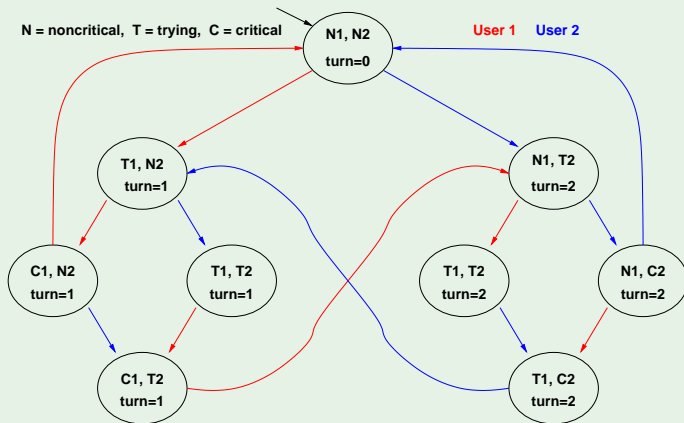 N = noncritical, T = trying, C = critical
User 1 User 2
N1, N2
turn=0
T1, N2
turn=1
N1, T2
turn=2
C1, N2
turn=1
T1, T2
turn=1
T1, T2
turn=2
N1, C2
turn=2
C1, T2
turn=1
T1, C2
turn=2